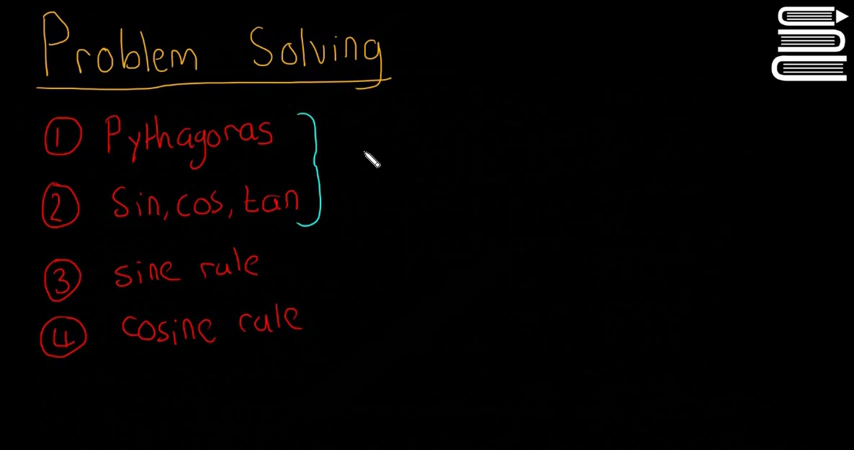 Problem Solving
① Pythagoras
② Sin, cos, tan
③ sine rule
④ cosine rule